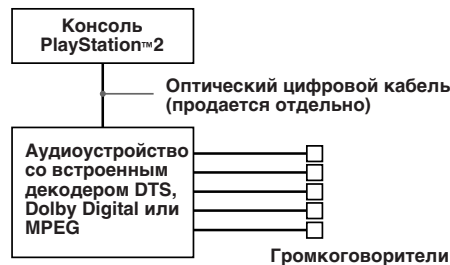 Консоль
PlayStation™2
Оптический цифровой кабель
(продается отдельно)
Аудиоустройство
со встроенным
декодером DTS,
Dolby Digital или
MPEG
Громкоговорители